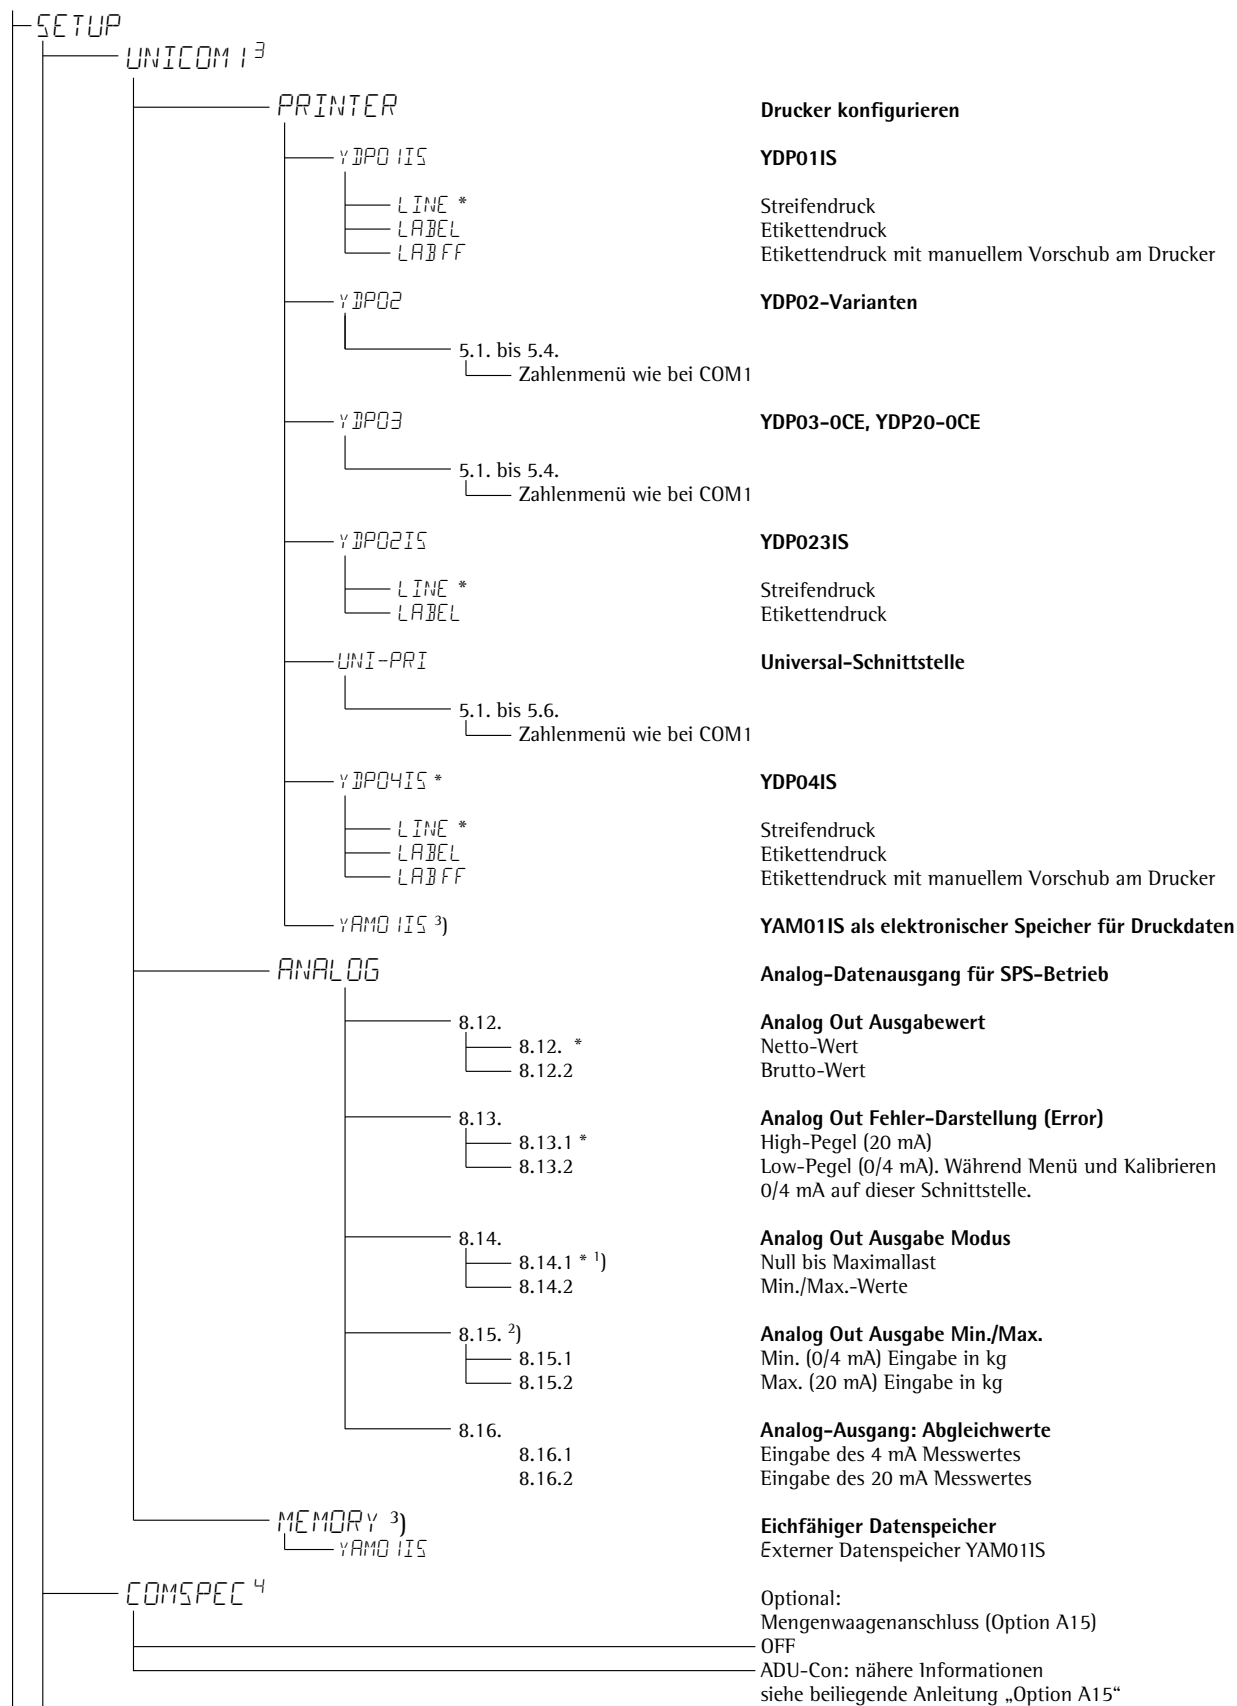 SETUP
UNICOM1 ³
PRINTER Drucker konfigurieren
YDP01IS YDP01IS
LINE * Streifendruck
LABEL Etikettendruck
LABFF Etikettendruck mit manuellem Vorschub am Drucker
YDP02 YDP02-Varianten
5.1. bis 5.4.
Zahlenmenü wie bei COM1
YDP03 YDP03-0CE, YDP20-0CE
5.1. bis 5.4.
Zahlenmenü wie bei COM1
YDP02IS YDP023IS
LINE * Streifendruck
LABEL Etikettendruck
UNI-PRI Universal-Schnittstelle
5.1. bis 5.6.
Zahlenmenü wie bei COM1
YDP04IS * YDP04IS
LINE * Streifendruck
LABEL Etikettendruck
LABFF Etikettendruck mit manuellem Vorschub am Drucker
YAM01IS ³) YAM01IS als elektronischer Speicher für Druckdaten
ANALOG Analog-Datenausgang für SPS-Betrieb
8.12. Analog Out Ausgabewert
8.12. * Netto-Wert
8.12.2 Brutto-Wert
8.13. Analog Out Fehler-Darstellung (Error)
8.13.1 * High-Pegel (20 mA)
8.13.2 Low-Pegel (0/4 mA). Während Menü und Kalibrieren
0/4 mA auf dieser Schnittstelle.
8.14. Analog Out Ausgabe Modus
8.14.1 * ¹) Null bis Maximallast
8.14.2 Min./Max.-Werte
8.15. ²) Analog Out Ausgabe Min./Max.
8.15.1 Min. (0/4 mA) Eingabe in kg
8.15.2 Max. (20 mA) Eingabe in kg
8.16. Analog-Ausgang: Abgleichwerte
8.16.1 Eingabe des 4 mA Messwertes
8.16.2 Eingabe des 20 mA Messwertes
MEMORY ³) Eichfähiger Datenspeicher
YAM01IS Externer Datenspeicher YAM01IS
COMSPEC ⁴ Optional:
Mengenwaagenanschluss (Option A15)
OFF
ADU-Con: nähere Informationen
siehe beiliegende Anleitung „Option A15“